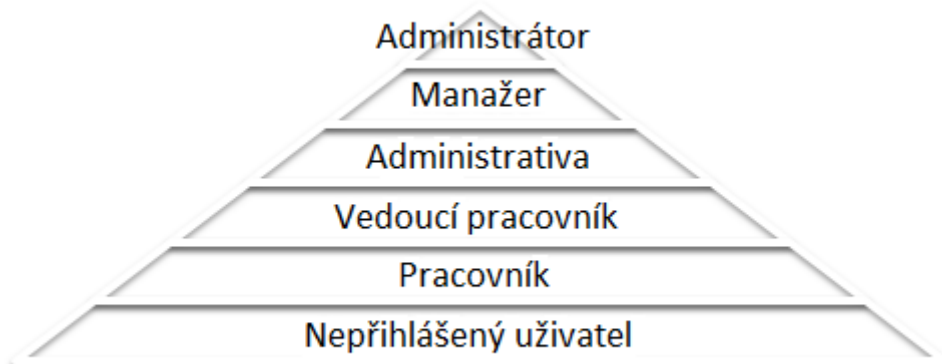 Administrátor
Manažer
Administrativa
Vedoucí pracovník
Pracovník
Nepřihlášený uživatel